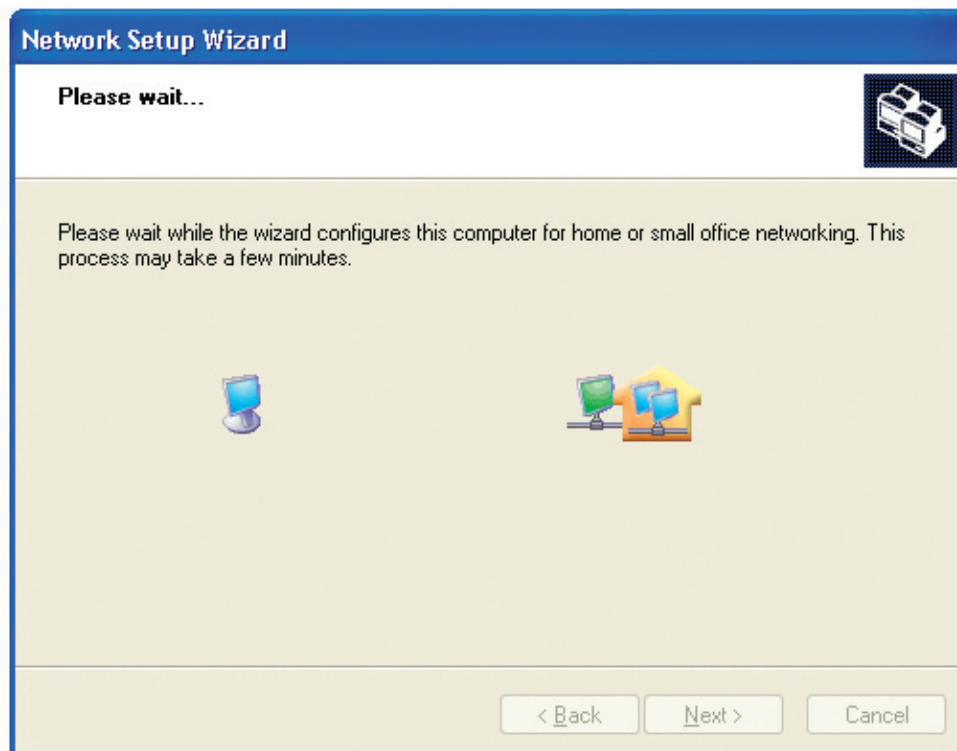 Network Setup Wizard
Please wait...
Please wait while the wizard configures this computer for home or small office networking. This
process may take a few minutes.
< Back
Next >
Cancel